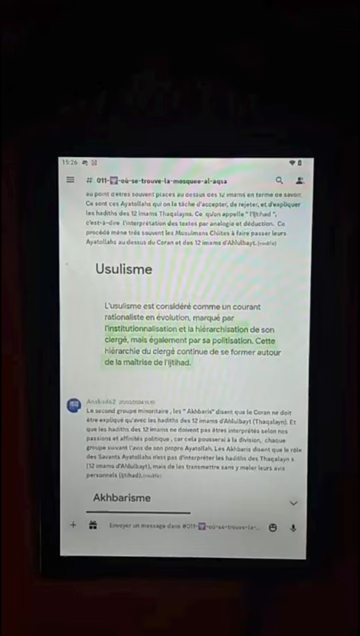 11:26
# 011-🕎-où-se-trouve-la-mosquee-al-aqsa
au point d'etres souvent placés au dessus des 12 imams en terme de savoir.
Ce sont ces Ayatollahs qui on la tâche d'accepter, de rejeter, et d'expliquer
les hadiths des 12 imams Thaqalayns. Ce qu'on appelle " l'Ijtihad ",
c'est-à-dire l'interpretation des textes par analogie et déduction. Ce
procédé mène très souvent les Musulmans Chiites à faire passer leurs
Ayatollahs au dessus du Coran et des 12 imams d'Ahlulbayt.
Usulisme
L'usulisme est considéré comme un courant
rationaliste en évolution, marqué par
l'institutionnalisation et la hiérarchisation de son
clergé, mais également par sa politisation. Cette
hiérarchie du clergé continue de se former autour
de la maîtrise de l'ijtihad.
Le second groupe minoritaire , les " Akhbaris" disent que le Coran ne doit
être expliqué qu'avec les hadiths des 12 imams d'Ahlulbayt (Thaqalayn). Et
que les hadiths des 12 imams ne doivent pas êtres interprétés selon nos
passions et affinités politique , car cela pousserai à la division, chaque
groupe suivant l'avis de son propre Ayatollah. Les Akhbaris disent que le rôle
des Savants Ayatollahs n'est pas d'interpréter les hadiths des Thaqalayn s
(12 imams d'Ahlulbayt), mais de les transmettre sans y meler leurs avis
personnels (Ijtihad).
Akhbarisme
Envoyer un message dans #011-🕎-où-se-trouve-la-...